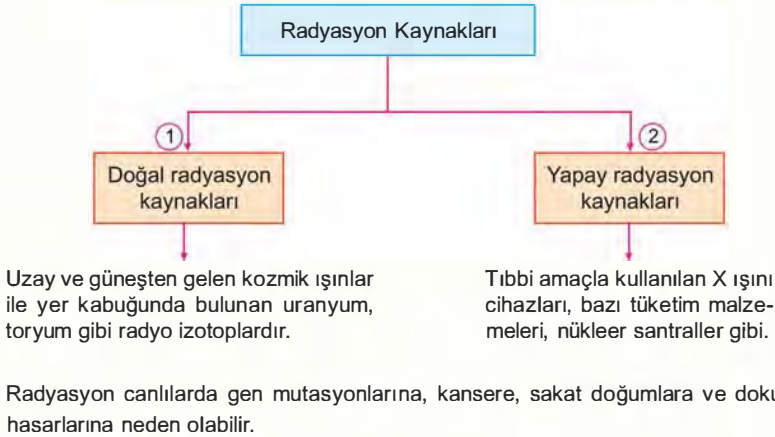 Radyasyon Kaynakları
1
2
Doğal radyasyon
kaynakları
Yapay radyasyon
kaynakları
Uzay ve güneşten gelen kozmik ışınlar
ile yer kabuğunda bulunan uranyum,
toryum gibi radyo izotoplardır.
Tıbbi amaçla kullanılan X ışını
cihazları, bazı tüketim malze-
meleri, nükleer santraller gibi.
Radyasyon canlılarda gen mutasyonlarına, kansere, sakat doğumlara ve doku
hasarlarına neden olabilir.